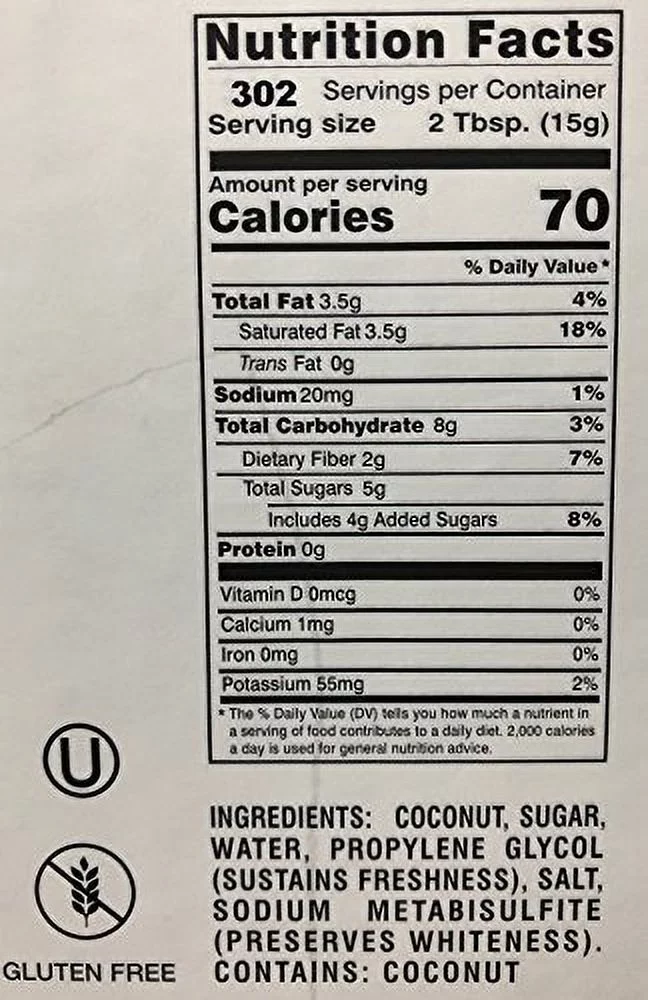 Nutrition Facts
302 Servings per Container
Serving size 2 Tbsp. (15g)
Amount per serving
Calories 70
% Daily Value*
Total Fat 3.5g 4%
Saturated Fat 3.5g 18%
Trans Fat 0g
Sodium 20mg 1%
Total Carbohydrate 8g 3%
Dietary Fiber 2g 7%
Total Sugars 5g
Includes 4g Added Sugars 8%
Protein 0g
Vitamin D 0mcg 0%
Calcium 1mg 0%
Iron 0mg 0%
Potassium 55mg 2%
* The % Daily Value (DV) tells you how much a nutrient in
a serving of food contributes to a daily diet. 2,000 calories
a day is used for general nutrition advice.
U
GLUTEN FREE
INGREDIENTS: COCONUT, SUGAR,
WATER, PROPYLENE GLYCOL
(SUSTAINS FRESHNESS), SALT,
SODIUM METABISULFITE
(PRESERVES WHITENESS).
CONTAINS: COCONUT